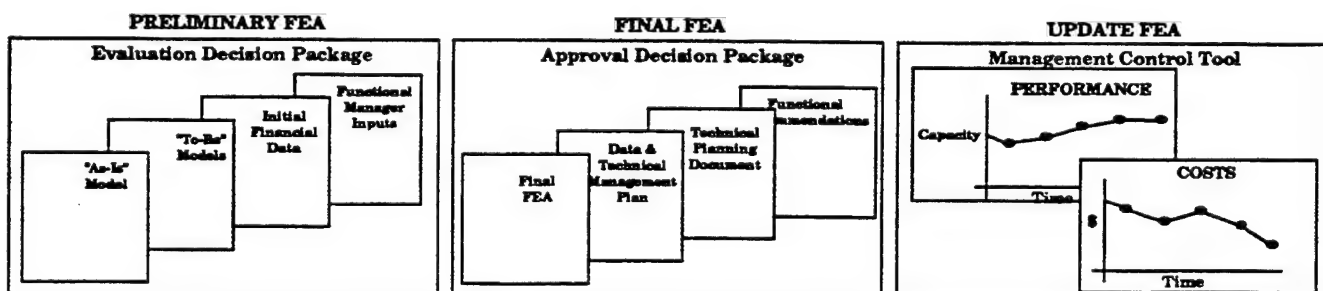 PRELIMINARY FEA
Evaluation Decision Package
"As-Is"
Model
"To-Be"
Models
Initial
Financial
Data
Functional
Manager
Inputs
FINAL FEA
Approval Decision Package
Final
FEA
Data &
Technical
Management
Plan
Technical
Planning
Document
Functional
mmendations
UPDATE FEA
Management Control Tool
PERFORMANCE
Capacity
Time
COSTS
$
Time